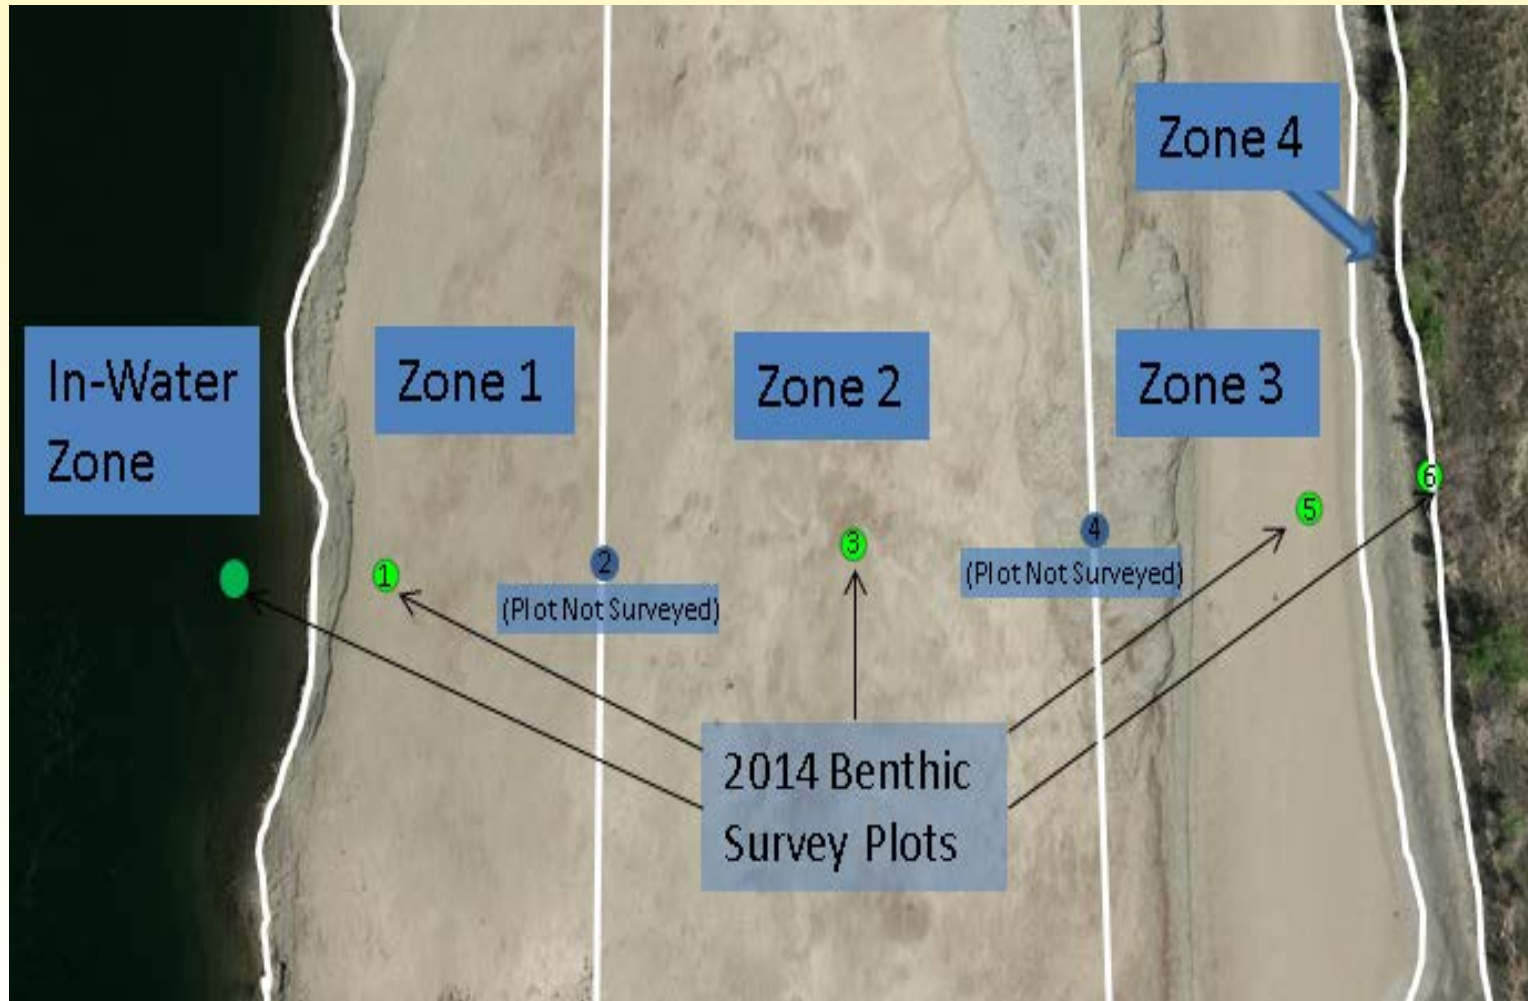 Zone 4
In-Water
Zone
Zone 1
Zone 2
Zone 3
6
5
4
3
(Plot Not Surveyed)
1
2
(Plot Not Surveyed)
2014 Benthic
Survey Plots